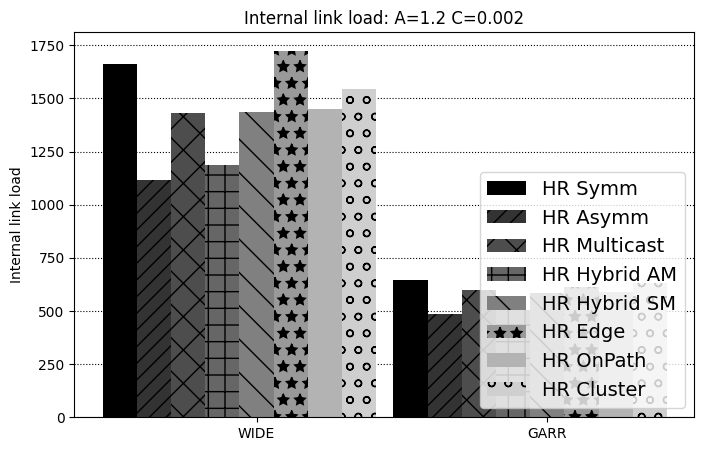 Internal link load: A=1.2 C=0.002
Internal link load
1750
1500
1250
1000
750
500
250
0
HR Symm
HR Asymm
HR Multicast
HR Hybrid AM
HR Hybrid SM
HR Edge
HR OnPath
HR Cluster
WIDE
GARR